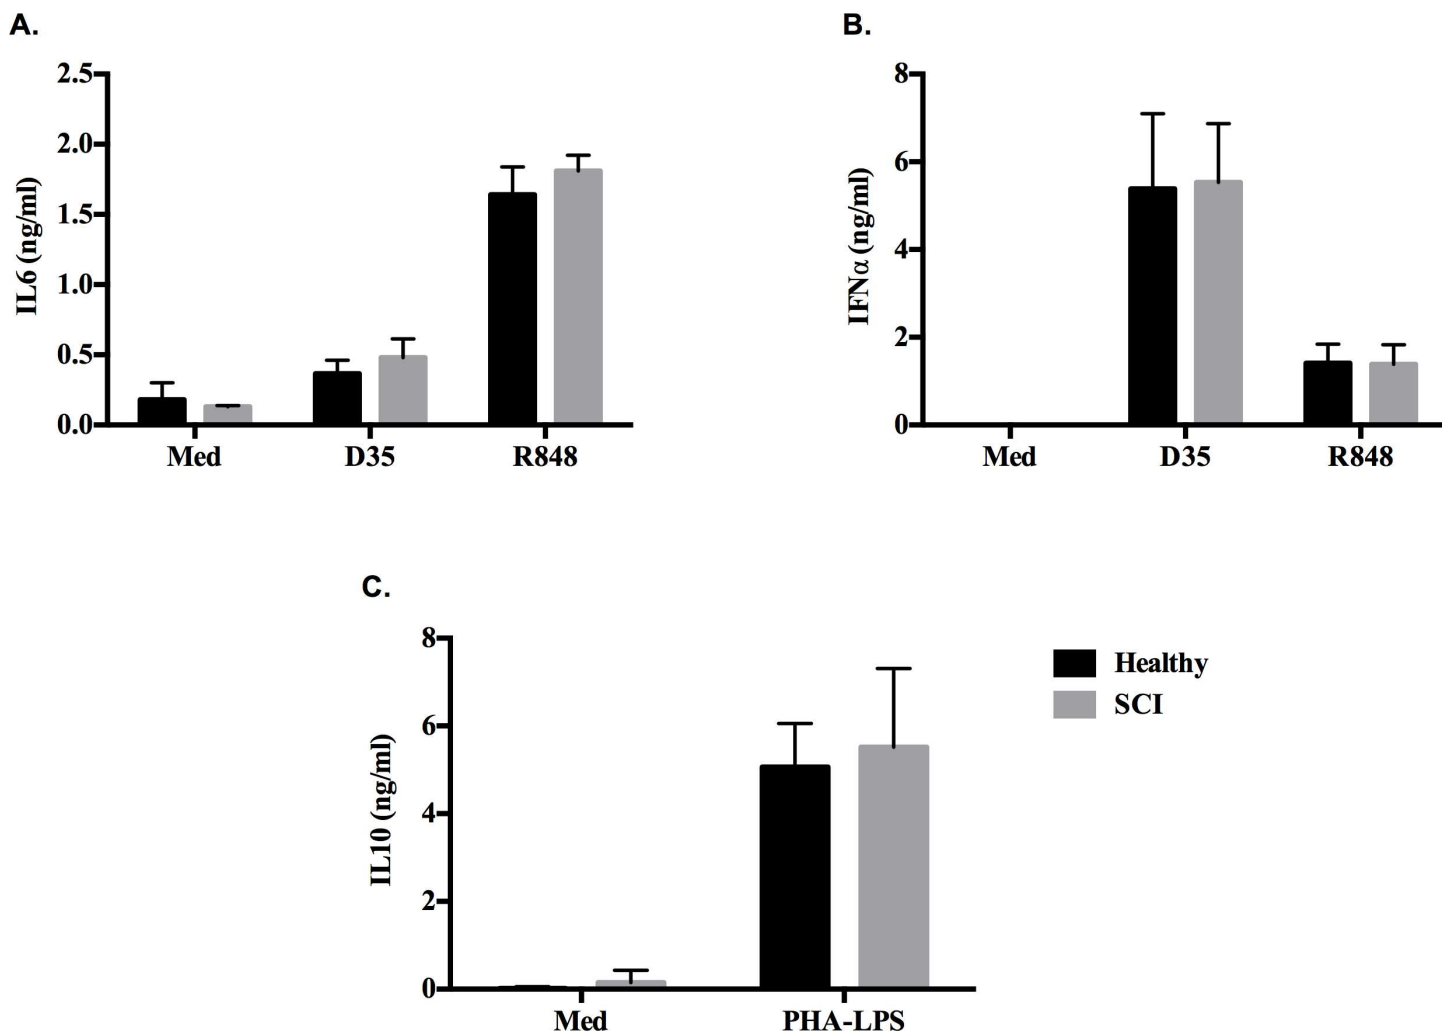 A.
2.5
2.0
1.5
1.0
0.5
0.0
IL6 (ng/ml)
Med D35 R848
B.
8
6
4
2
0
IFNα (ng/ml)
Med D35 R848
C.
8
6
4
2
0
IL10 (ng/ml)
Med PHA-LPS
Healthy
SCI